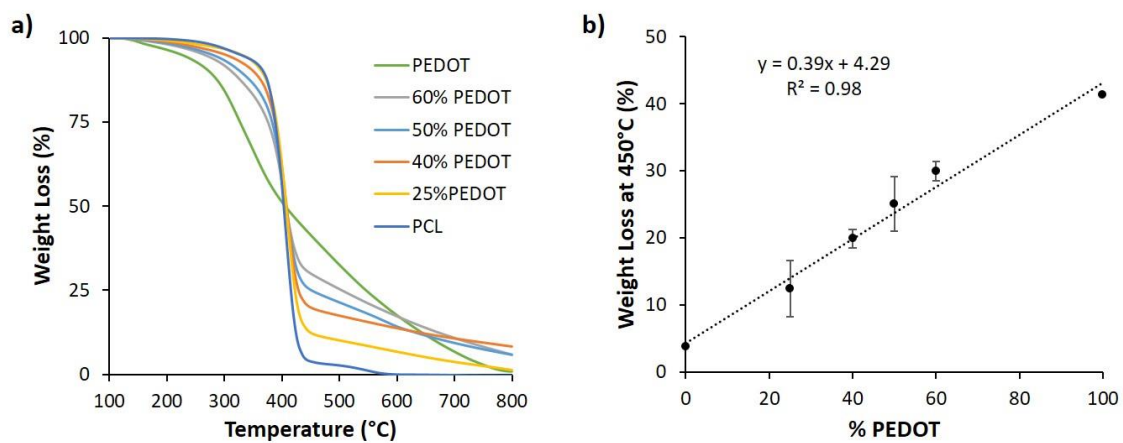 a)
Weight Loss (%)
100
75
50
25
0
100 200 300 400 500 600 700 800
Temperature (°C)
PEDOT
60% PEDOT
50% PEDOT
40% PEDOT
25%PEDOT
PCL
b)
Weight Loss at 450°C (%)
50
40
30
20
10
0
0 20 40 60 80 100
% PEDOT
y = 0.39x + 4.29
R² = 0.98